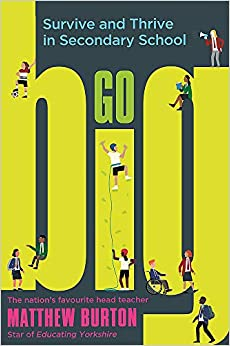 Survive and Thrive
in Secondary School
GO
big
The nation's favourite head teacher
MATTHEW BURTON
Star of Educating Yorkshire